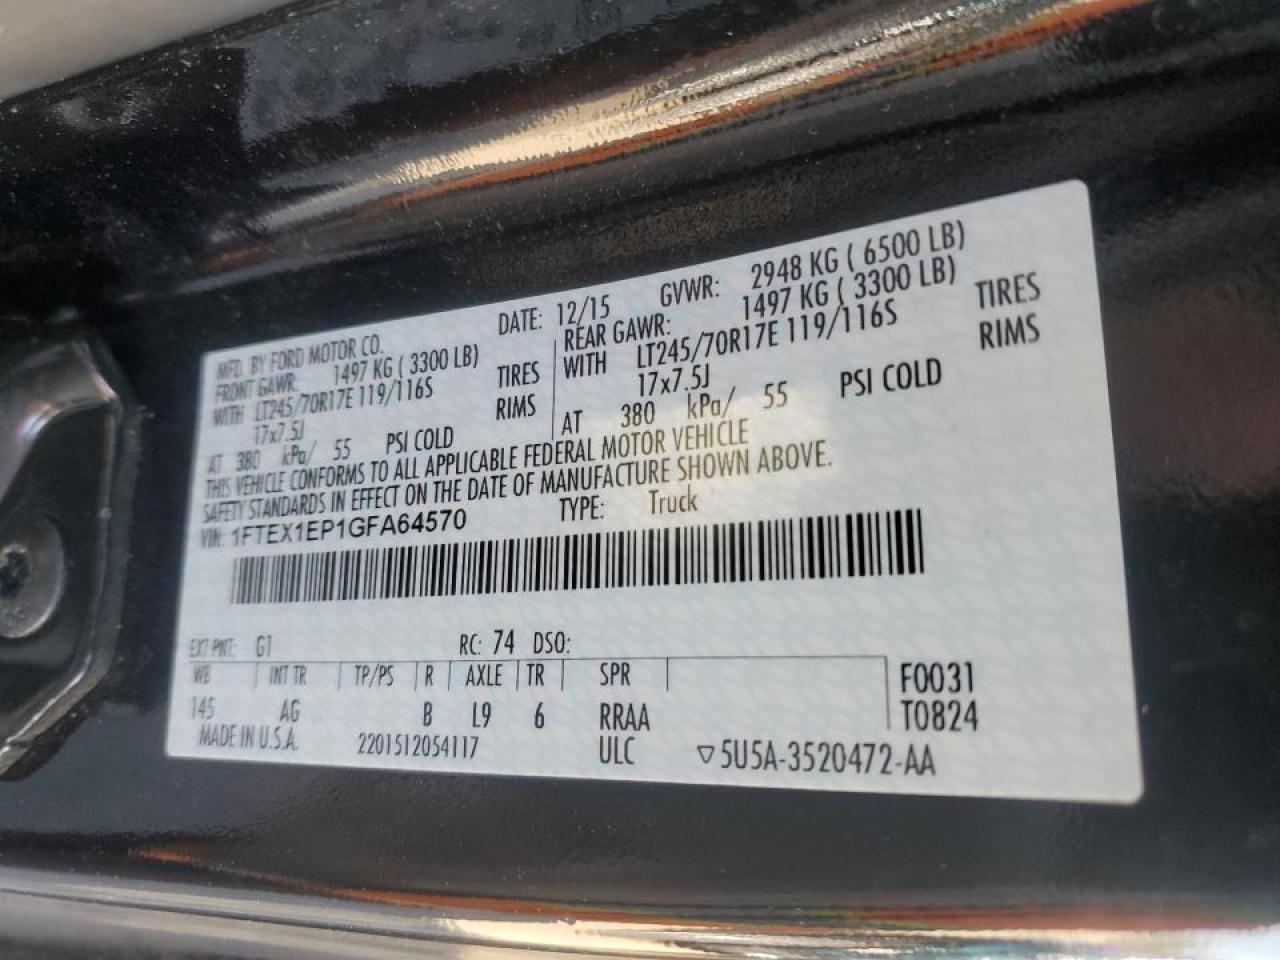 MFD. BY FORD MOTOR CO. DATE: 12/15 GVWR: 2948 KG ( 6500 LB)
FRONT GAWR: 1497 KG ( 3300 LB) REAR GAWR: 1497 KG ( 3300 LB)
WITH LT245/70R17E 119/116S TIRES WITH LT245/70R17E 119/116S TIRES
17x7.5J RIMS 17x7.5J RIMS
AT 380 kPa/ 55 PSI COLD AT 380 kPa/ 55 PSI COLD
THIS VEHICLE CONFORMS TO ALL APPLICABLE FEDERAL MOTOR VEHICLE
SAFETY STANDARDS IN EFFECT ON THE DATE OF MANUFACTURE SHOWN ABOVE.
VIN: 1FTEX1EP1GFA64570 TYPE: Truck
EXT PNT: G1 RC: 74 DSO:
WB INT TR TP/PS R AXLE TR SPR F0031
145 AG B L9 6 RRAA T0824
MADE IN U.S.A. 2201512054117 ULC ▽5U5A-3520472-AA